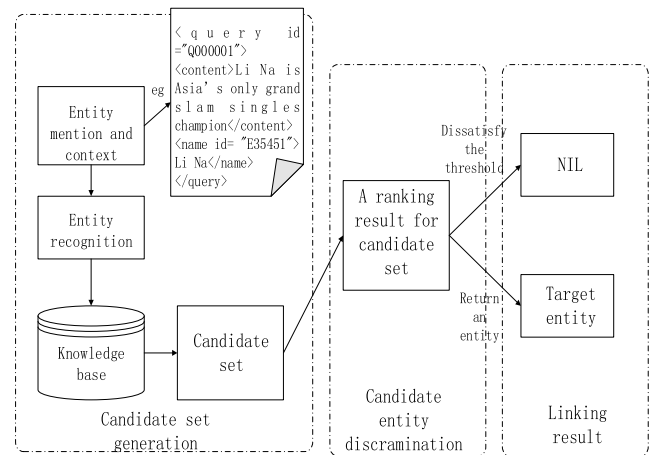 < query id
="Q000001">
<content>Li Na is
Asia's only grand
slam singles
champion</content>
<name id= "E35451">
Li Na</name>
</query>
eg
Entity
mention and
context
Entity
recognition
Knowledge
base
Candidate
set
Candidate set
generation
A ranking
result for
candidate
set
Candidate
entity
discramination
Dissatisfy
the
threshold
Return
an
entity
NIL
Target
entity
Linking
result